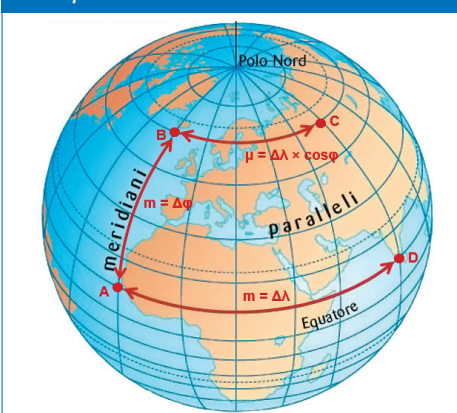 Polo Nord
B
C
μ = Δλ × cosφ
meridiani
m = Δφ
paralleli
D
A
m = Δλ
Equatore